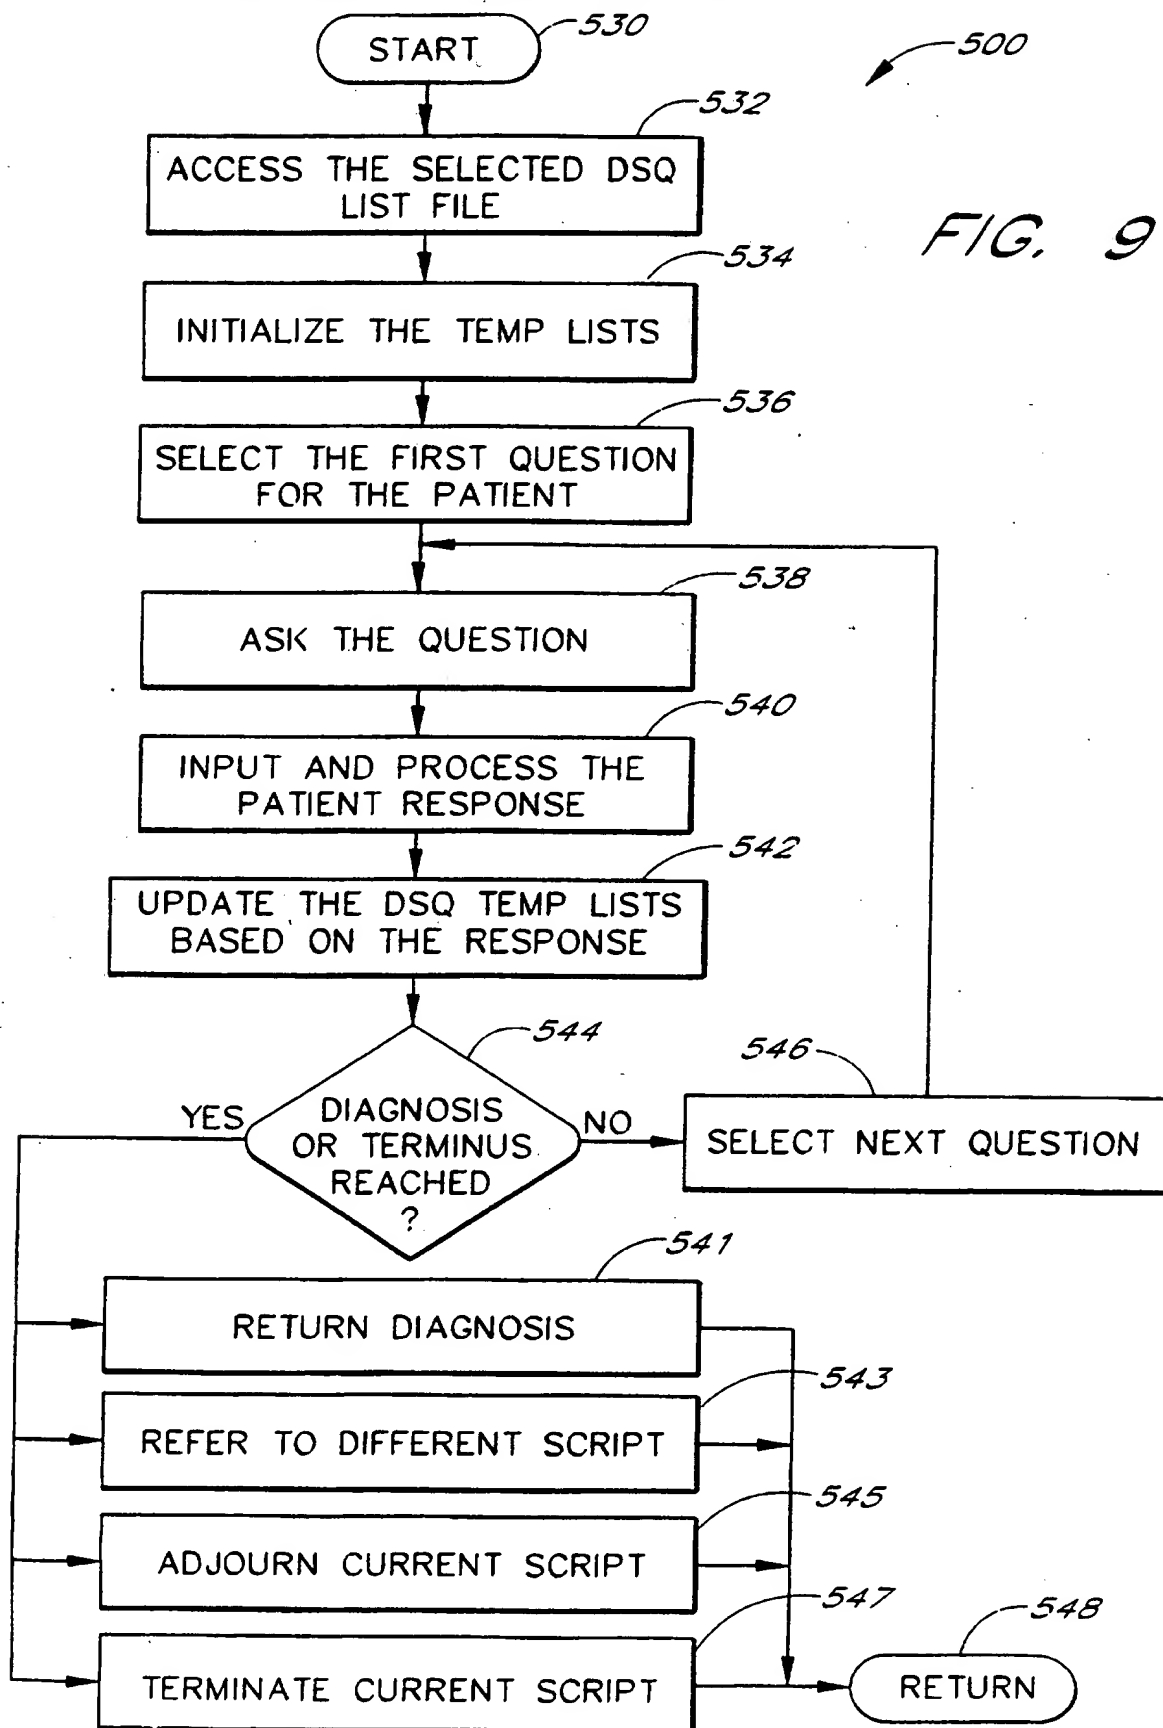 START
530
500
532
ACCESS THE SELECTED DSQ
LIST FILE
FIG. 9
534
INITIALIZE THE TEMP LISTS
536
SELECT THE FIRST QUESTION
FOR THE PATIENT
538
ASK THE QUESTION
540
INPUT AND PROCESS THE
PATIENT RESPONSE
542
UPDATE THE DSQ TEMP LISTS
BASED ON THE RESPONSE
544
546
YES
DIAGNOSIS
OR TERMINUS
REACHED
?
NO
SELECT NEXT QUESTION
541
RETURN DIAGNOSIS
543
REFER TO DIFFERENT SCRIPT
545
ADJOURN CURRENT SCRIPT
547
TERMINATE CURRENT SCRIPT
548
RETURN